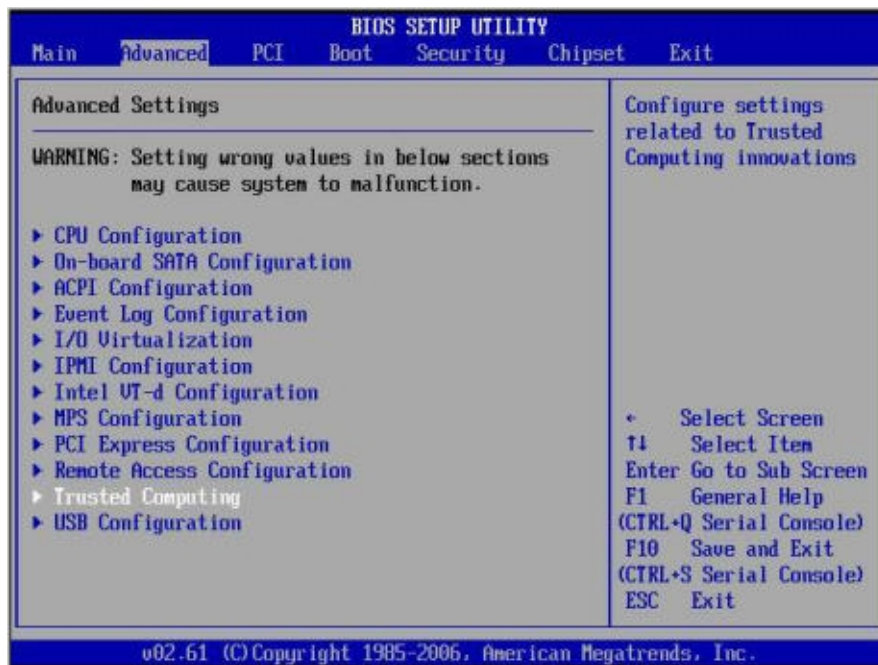 BIOS SETUP UTILITY
Main Advanced PCI Boot Security Chipset Exit
Advanced Settings
WARNING: Setting wrong values in below sections
may cause system to malfunction.
▶ CPU Configuration
▶ On-board SATA Configuration
▶ ACPI Configuration
▶ Event Log Configuration
▶ I/O Virtualization
▶ IPMI Configuration
▶ Intel VT-d Configuration
▶ MPS Configuration
▶ PCI Express Configuration
▶ Remote Access Configuration
▶ Trusted Computing
▶ USB Configuration
Configure settings
related to Trusted
Computing innovations
← Select Screen
↑↓ Select Item
Enter Go to Sub Screen
F1 General Help
(CTRL+Q Serial Console)
F10 Save and Exit
(CTRL+S Serial Console)
ESC Exit
v02.61 (C)Copyright 1985-2006, American Megatrends, Inc.